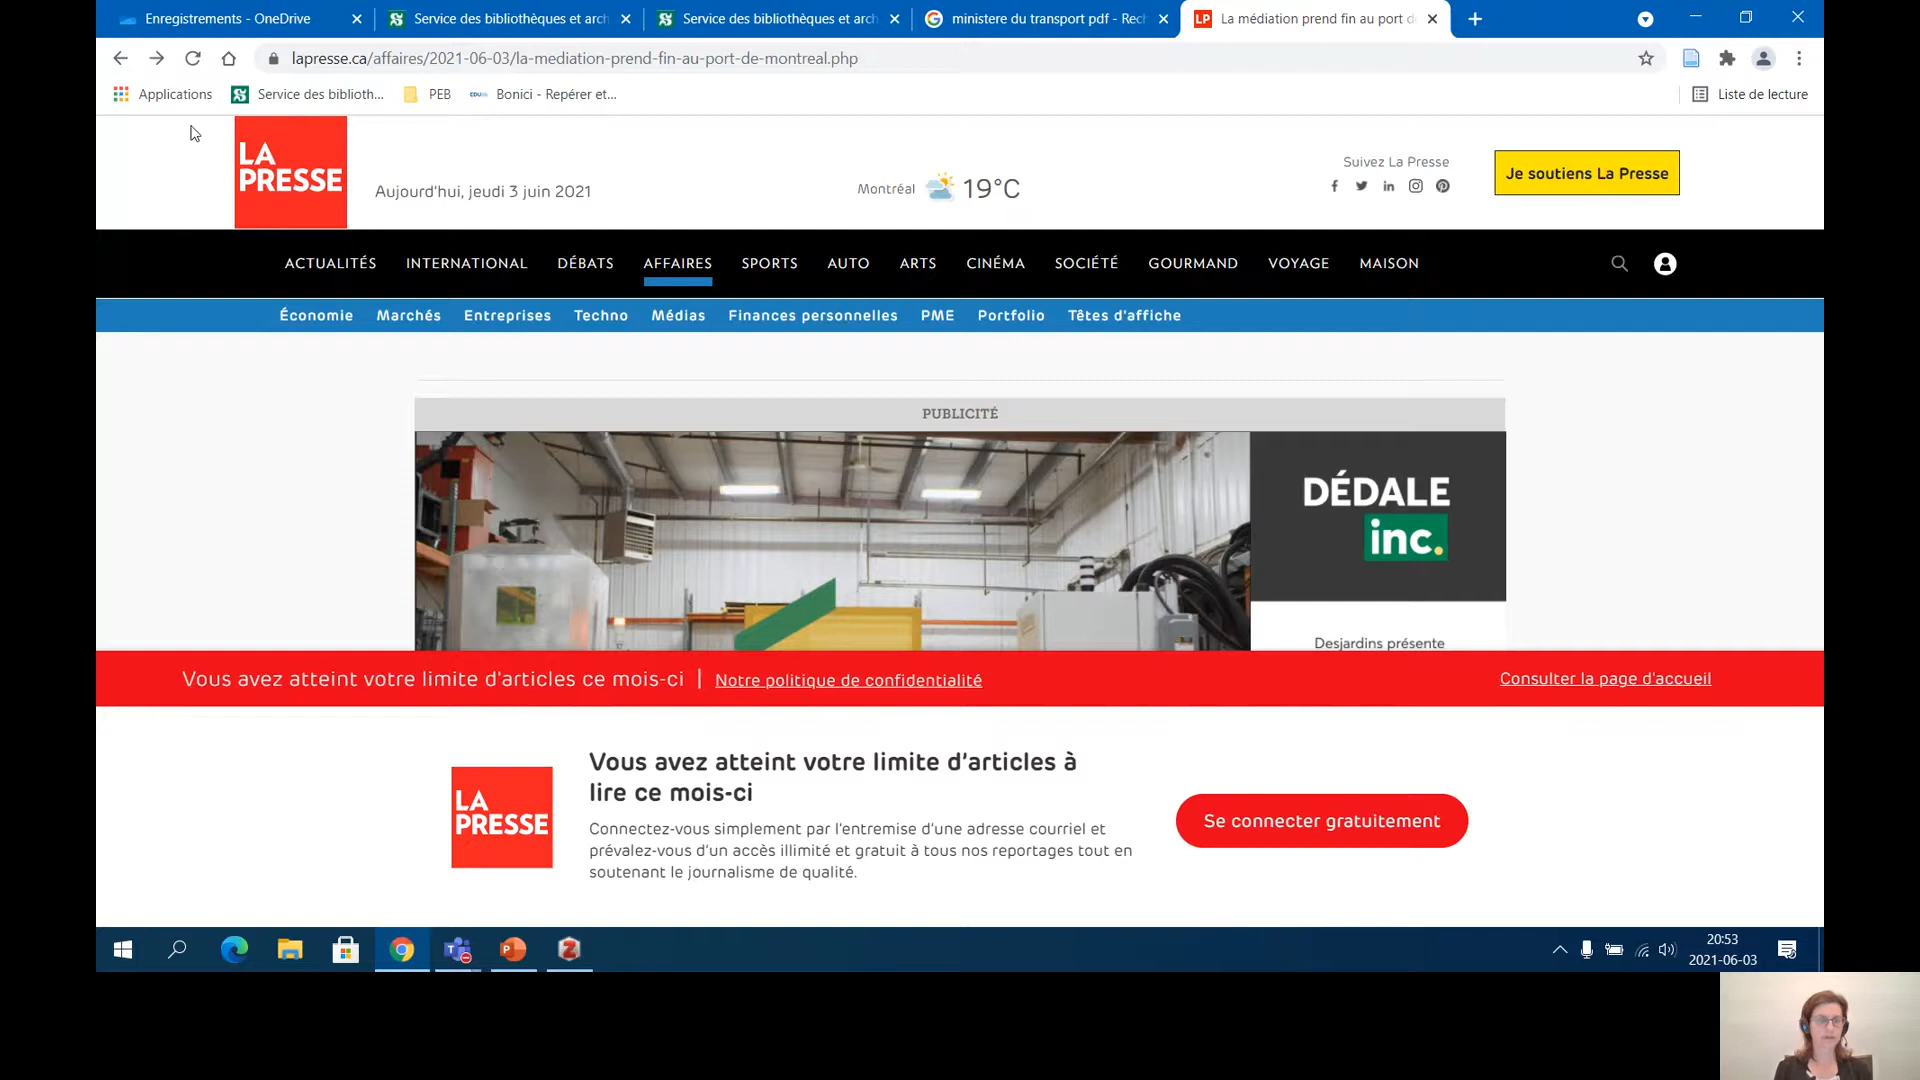 Enregistrements - OneDrive
Service des bibliothèques et arch
Service des bibliothèques et arch
ministere du transport pdf - Rech
La médiation prend fin au port d
lapresse.ca/affaires/2021-06-03/la-mediation-prend-fin-au-port-de-montreal.php
Applications
Service des biblioth...
PEB
Bonici - Repérer et...
Liste de lecture
LA PRESSE
Aujourd'hui, jeudi 3 juin 2021
Montréal 19°C
Suivez La Presse
Je soutiens La Presse
ACTUALITÉS INTERNATIONAL DÉBATS AFFAIRES SPORTS AUTO ARTS CINÉMA SOCIÉTÉ GOURMAND VOYAGE MAISON
Économie Marchés Entreprises Techno Médias Finances personnelles PME Portfolio Têtes d'affiche
PUBLICITÉ
DÉDALE
inc.
Desjardins présente
Vous avez atteint votre limite d'articles ce mois-ci | Notre politique de confidentialité
Consulter la page d'accueil
LA PRESSE
Vous avez atteint votre limite d'articles à
lire ce mois-ci
Connectez-vous simplement par l'entremise d'une adresse courriel et
prévalez-vous d'un accès illimité et gratuit à tous nos reportages tout en
soutenant le journalisme de qualité.
Se connecter gratuitement
20:53
2021-06-03